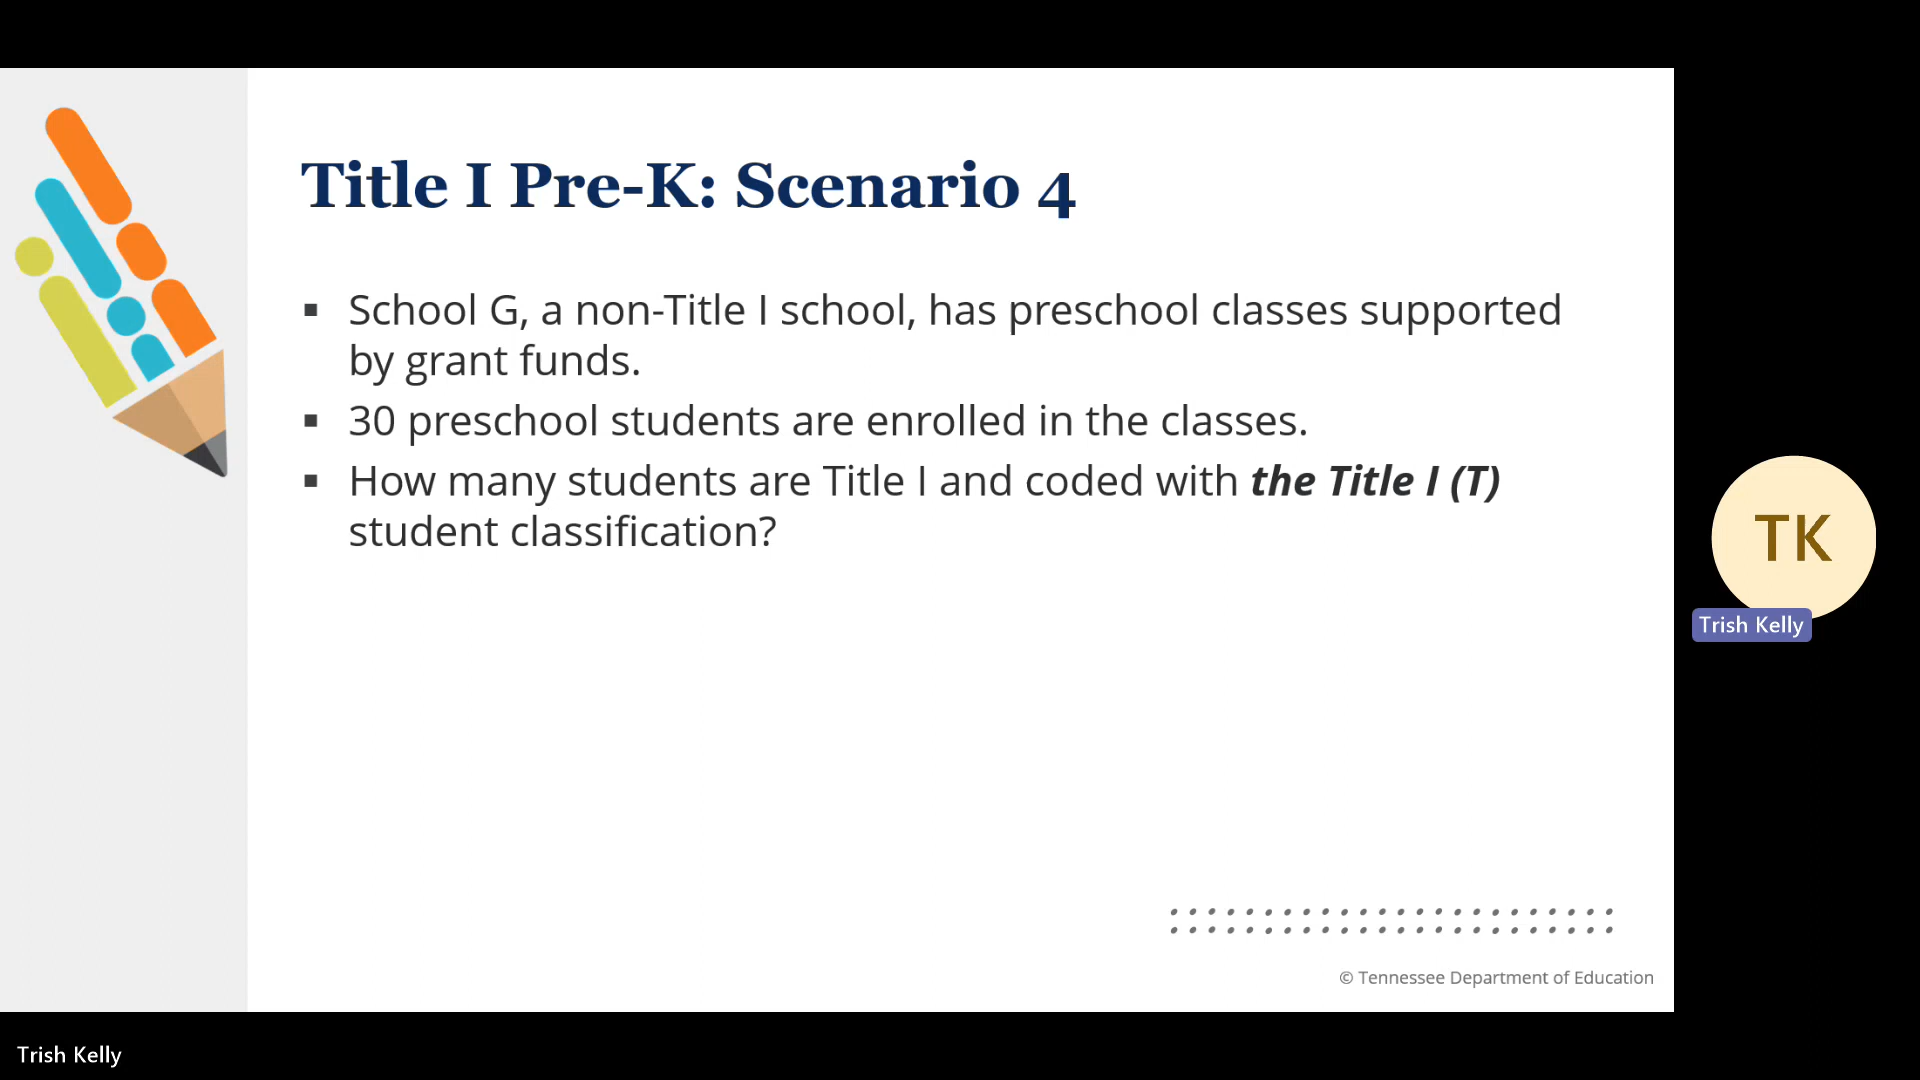 Title I Pre-K: Scenario 4
▪ School G, a non-Title I school, has preschool classes supported
by grant funds.
▪ 30 preschool students are enrolled in the classes.
▪ How many students are Title I and coded with the Title I (T)
student classification?
TK
Trish Kelly
© Tennessee Department of Education
Trish Kelly